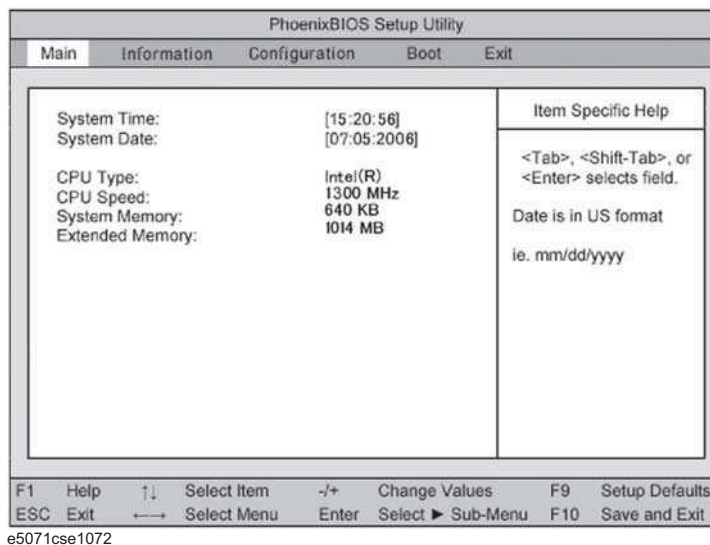 PhoenixBIOS Setup Utility
Main Information Configuration Boot Exit
System Time: [15:20:56]
System Date: [07:05:2006]
CPU Type: Intel(R)
CPU Speed: 1300 MHz
System Memory: 640 KB
Extended Memory: 1014 MB
Item Specific Help
<Tab>, <Shift-Tab>, or
<Enter> selects field.
Date is in US format
ie. mm/dd/yyyy
F1 Help ↑↓ Select Item -/+ Change Values F9 Setup Defaults
ESC Exit ←→ Select Menu Enter Select ► Sub-Menu F10 Save and Exit
e5071cse1072